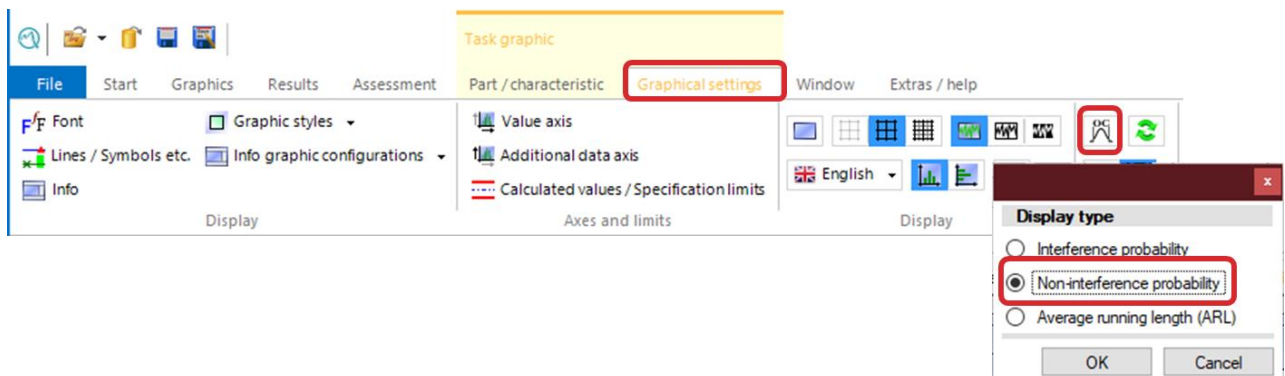 Task graphic
File Start Graphics Results Assessment Part / characteristic Graphical settings Window Extras / help
Font Graphic styles Value axis
Lines / Symbols etc. Info graphic configurations Additional data axis
Info Calculated values / Specification limits English
Display Axes and limits Display
OC
x
Display type
Interference probability
Non-interference probability
Average running length (ARL)
OK Cancel